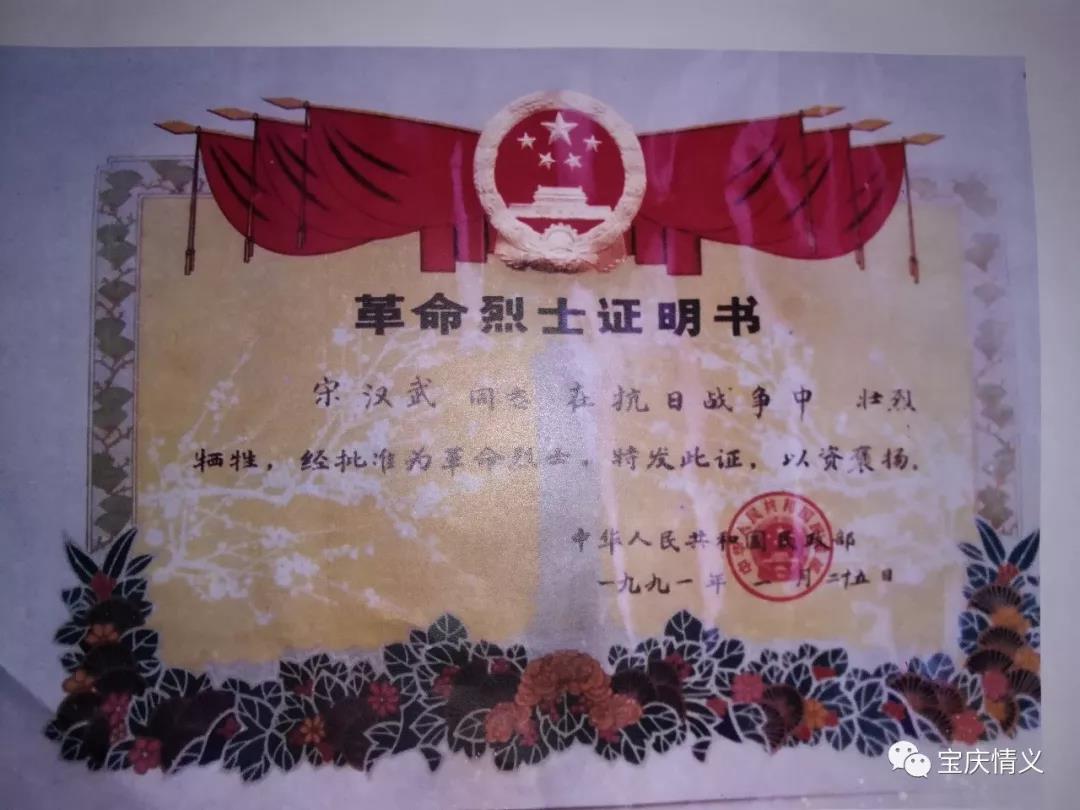 革命烈士证明书
宋汉武 同志 在抗日战争中 壮烈
牺牲，经批准为革命烈士，特发此证，以资褒扬。
中华人民共和国民政部
一九九一年 月二十五日
宝庆情义